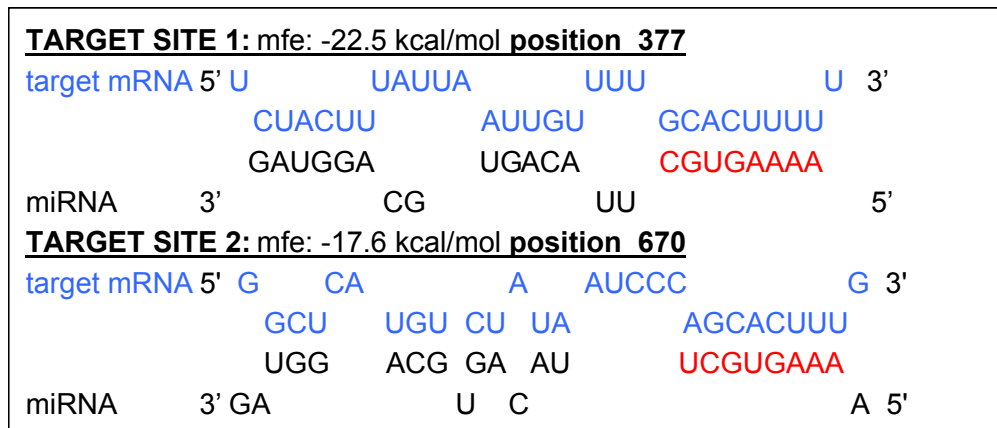 TARGET SITE 1: mfe: -22.5 kcal/mol position 377
target mRNA 5’ U UAUUA UUU U 3’
CUACUU AUUGU GCACUUUU
GAUGGA UGACA CGUGAAAA
miRNA 3’ CG UU 5’
TARGET SITE 2: mfe: -17.6 kcal/mol position 670
target mRNA 5' G CA A AUCCC G 3'
GCU UGU CU UA AGCACUUU
UGG ACG GA AU UCGUGAAA
miRNA 3’ GA U C A 5'